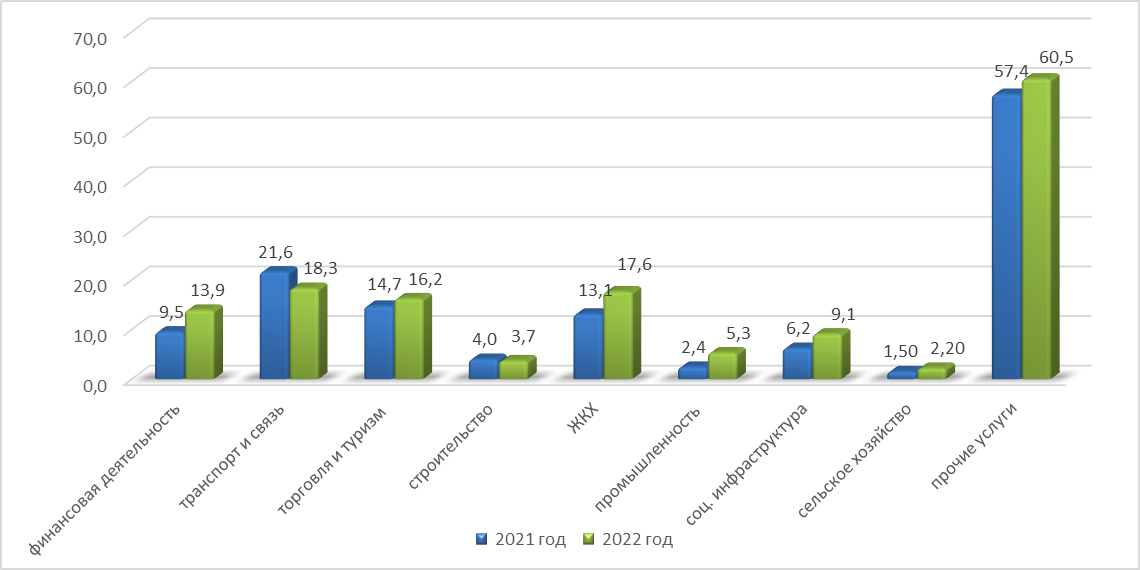 70,0
60,0
50,0
40,0
30,0
20,0
10,0
0,0
9,5
13,9
21,6
18,3
14,7
16,2
4,0
3,7
13,1
17,6
2,4
5,3
6,2
9,1
1,50
2,20
57,4
60,5
финансовая деятельность
транспорт и связь
торговля и туризм
строительство
ЖКХ
промышленность
соц. инфраструктура
сельское хозяйство
прочие услуги
2021 год
2022 год